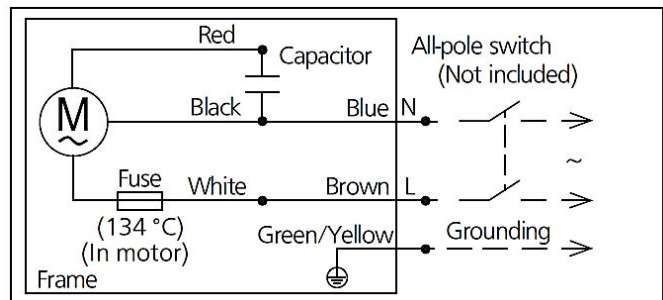 Red
Capacitor
All-pole switch
(Not included)
Black
Blue
N
M
~
~
Fuse
White
Brown
L
(134 °C)
(In motor)
Green/Yellow
Grounding
Frame